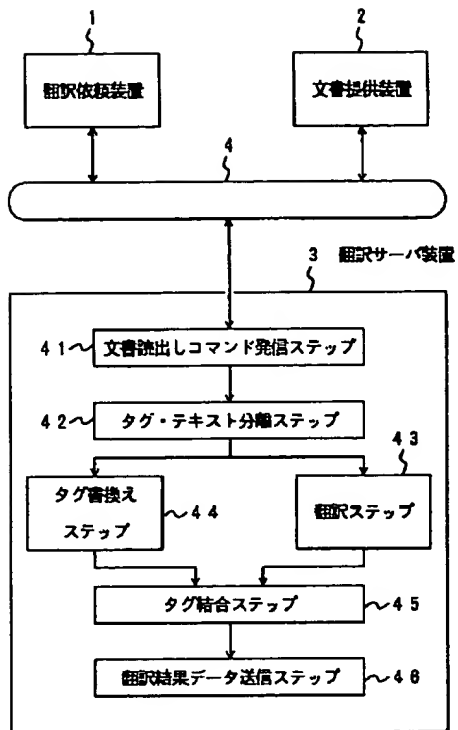 1
2
翻訳依頼装置
文書提供装置
4
3 翻訳サーバ装置
41
文書読出しコマンド発信ステップ
42
タグ・テキスト分離ステップ
43
タグ書換え
ステップ
44
翻訳ステップ
タグ結合ステップ
45
翻訳結果データ送信ステップ
46